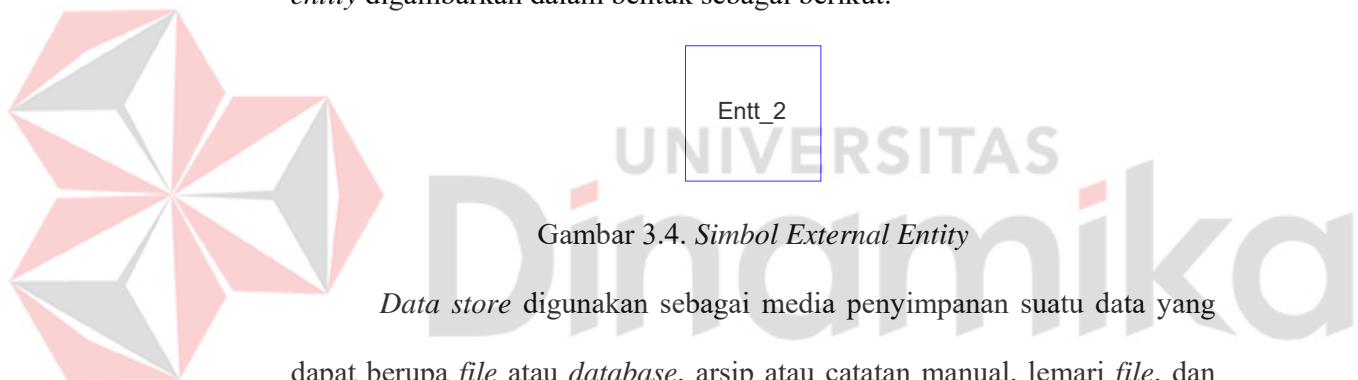 entity digambarkan dalam bentuk sebagai berikut:
Entt_2
UNIVERSITAS
Dinamika
Gambar 3.4. Simbol External Entity
Data store digunakan sebagai media penyimpanan suatu data yang
dapat berupa file atau database, arsip atau catatan manual, lemari file, dan